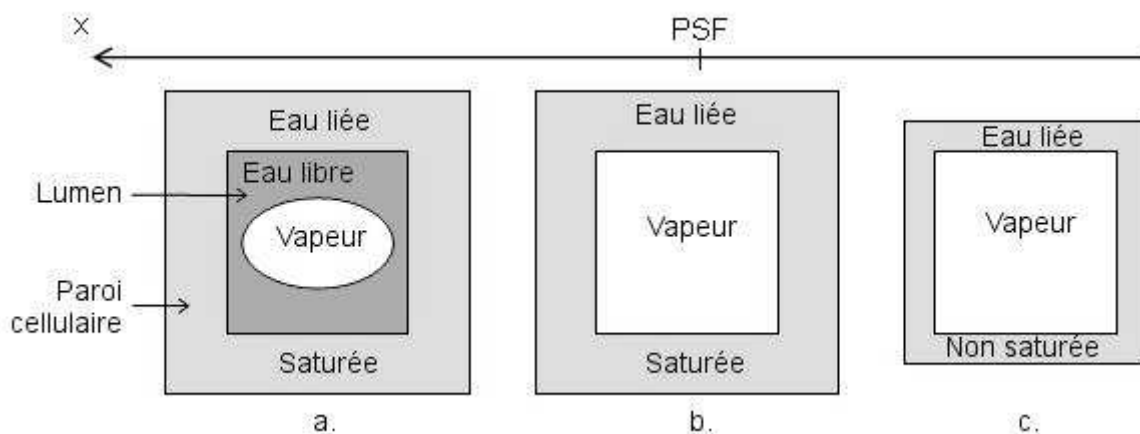 X
PSF
Eau liée
Eau libre
Lumen
Vapeur
Paroi
cellulaire
Saturée
a.
Eau liée
Vapeur
Saturée
b.
Eau liée
Vapeur
Non saturée
c.